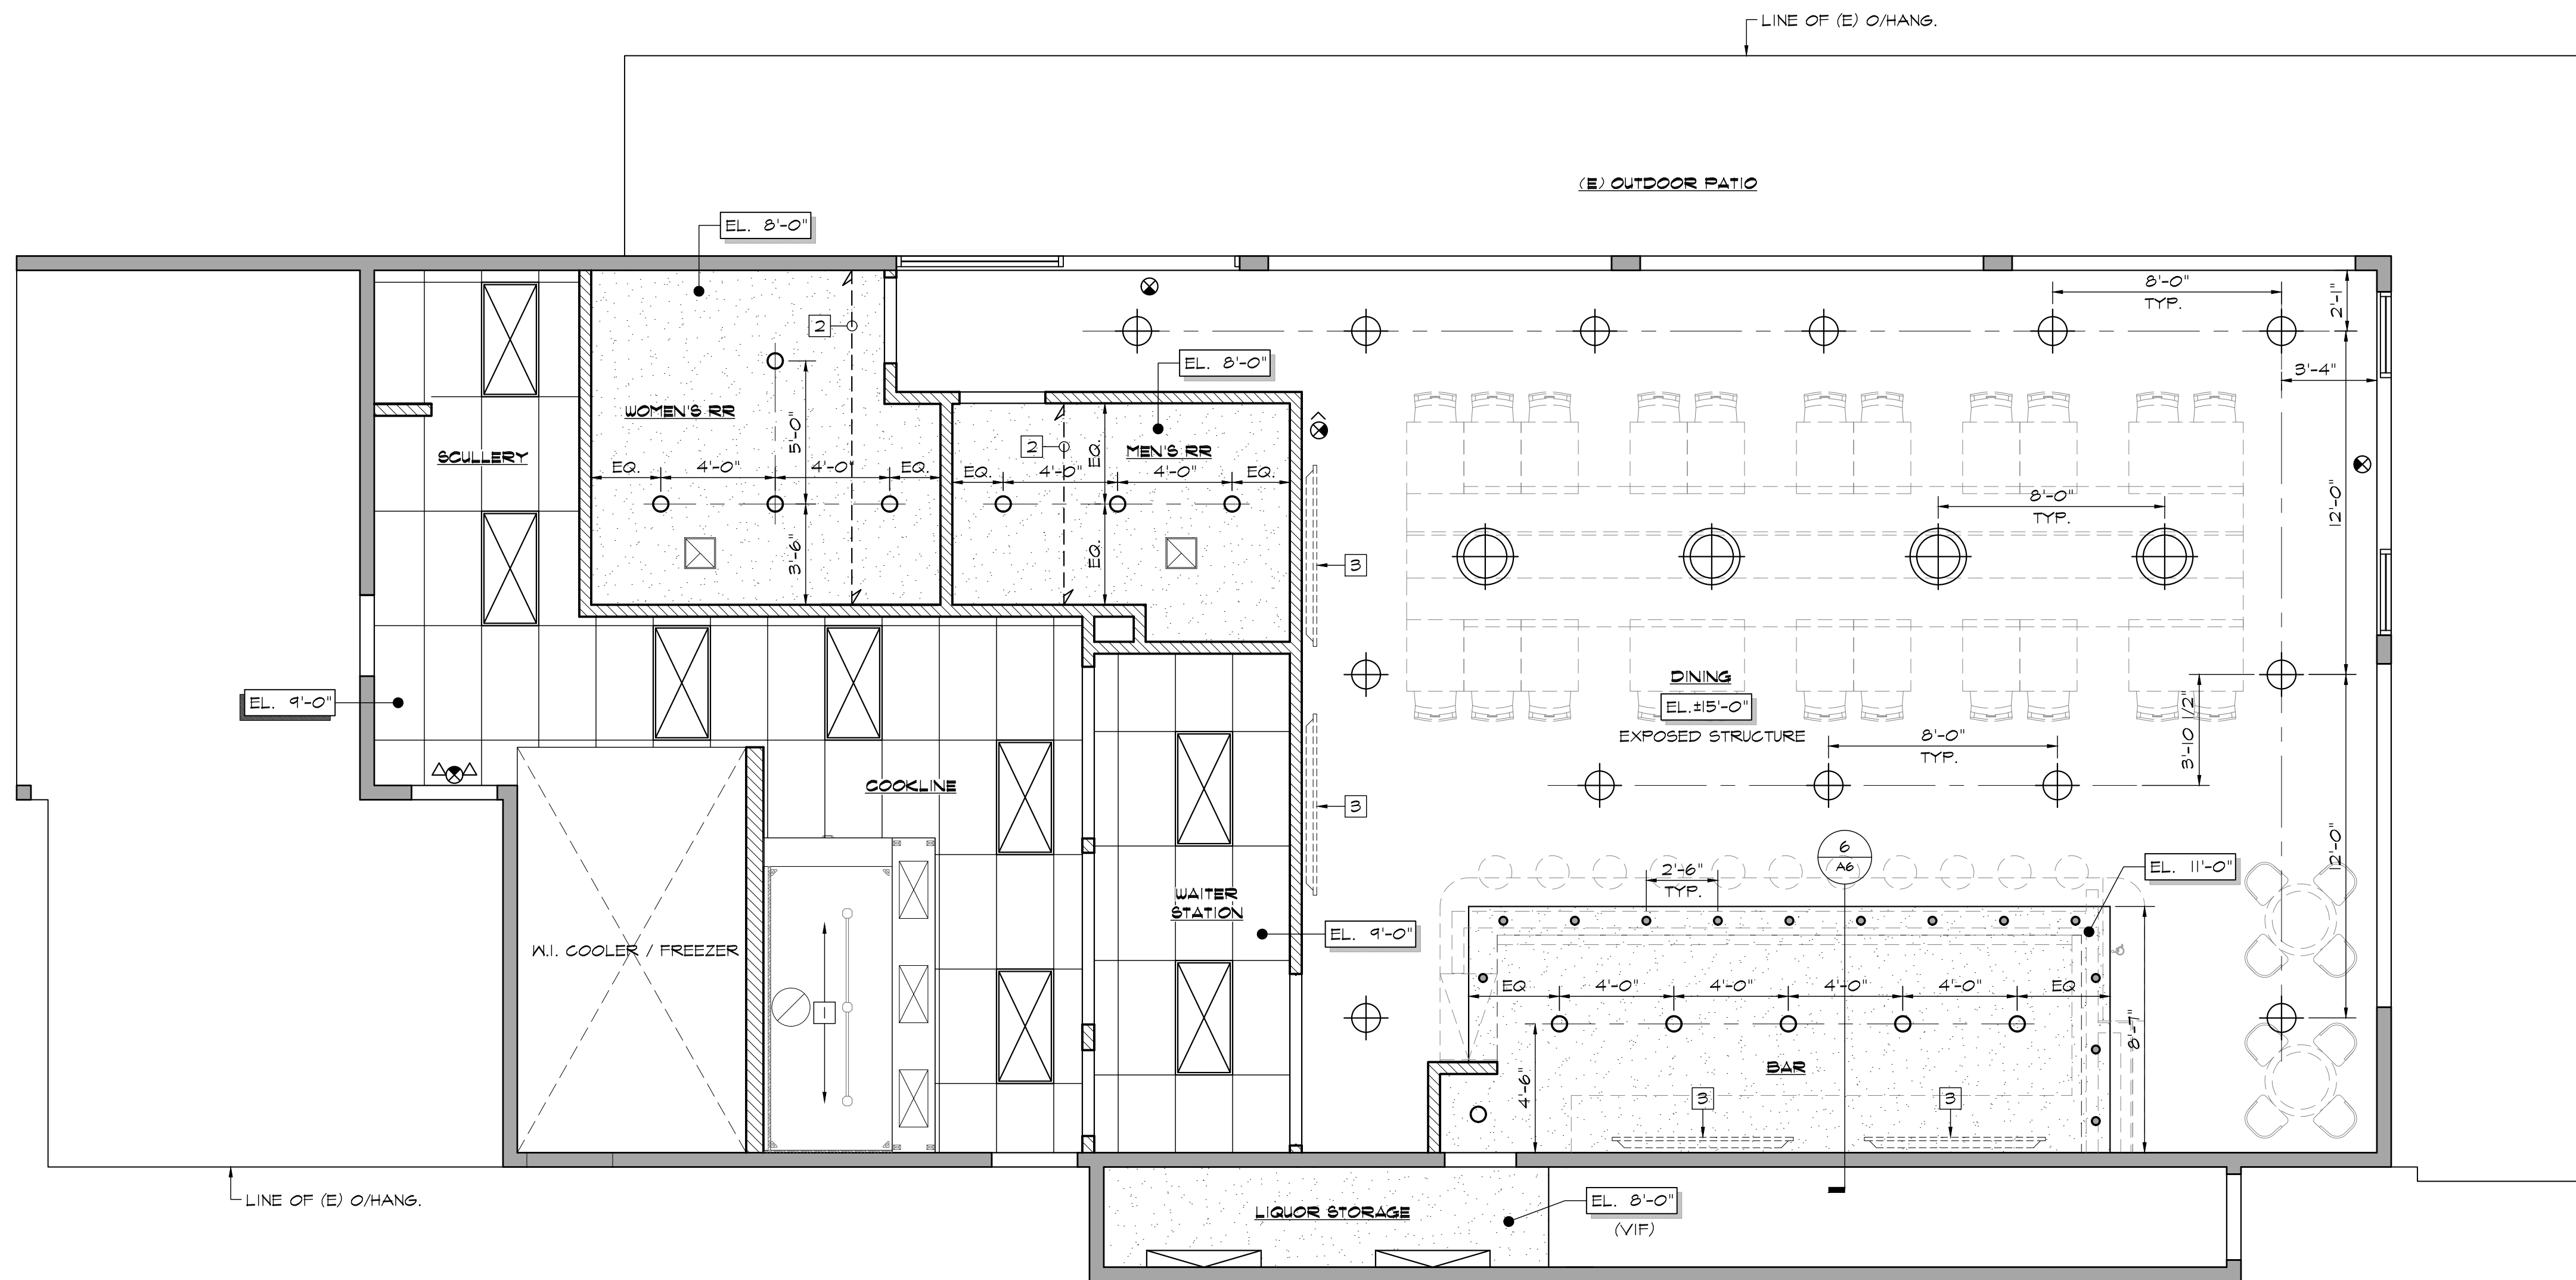 LINE OF (E) O/HANG.
(E) OUTDOOR PATIO
EL. 8'-0"
8'-0"
TYP.
2'-1"
2
EL. 8'-0"
3'-4"
WOMEN'S RR
5'-0"
2
EQ.
MEN'S RR
SCULLERY
EQ.
4'-0"
4'-0"
EQ.
EQ.
4'-0"
4'-0"
EQ.
12'-0"
8'-0"
TYP.
3'-6"
EQ.
3
DINING
EL. 9'-0"
EL.±15'-0"
EXPOSED STRUCTURE
8'-0"
TYP.
3'-10 1/2"
COOKLINE
3
6
A6
12'-0"
EL. 11'-0"
2'-6"
TYP.
WAITER
STATION
EL. 9'-0"
W.I. COOLER / FREEZER
EQ
4'-0"
4'-0"
4'-0"
4'-0"
EQ
1
8'-7"
BAR
4'-6"
3
3
LINE OF (E) O/HANG.
EL. 8'-0"
LIQUOR STORAGE
(VIF)